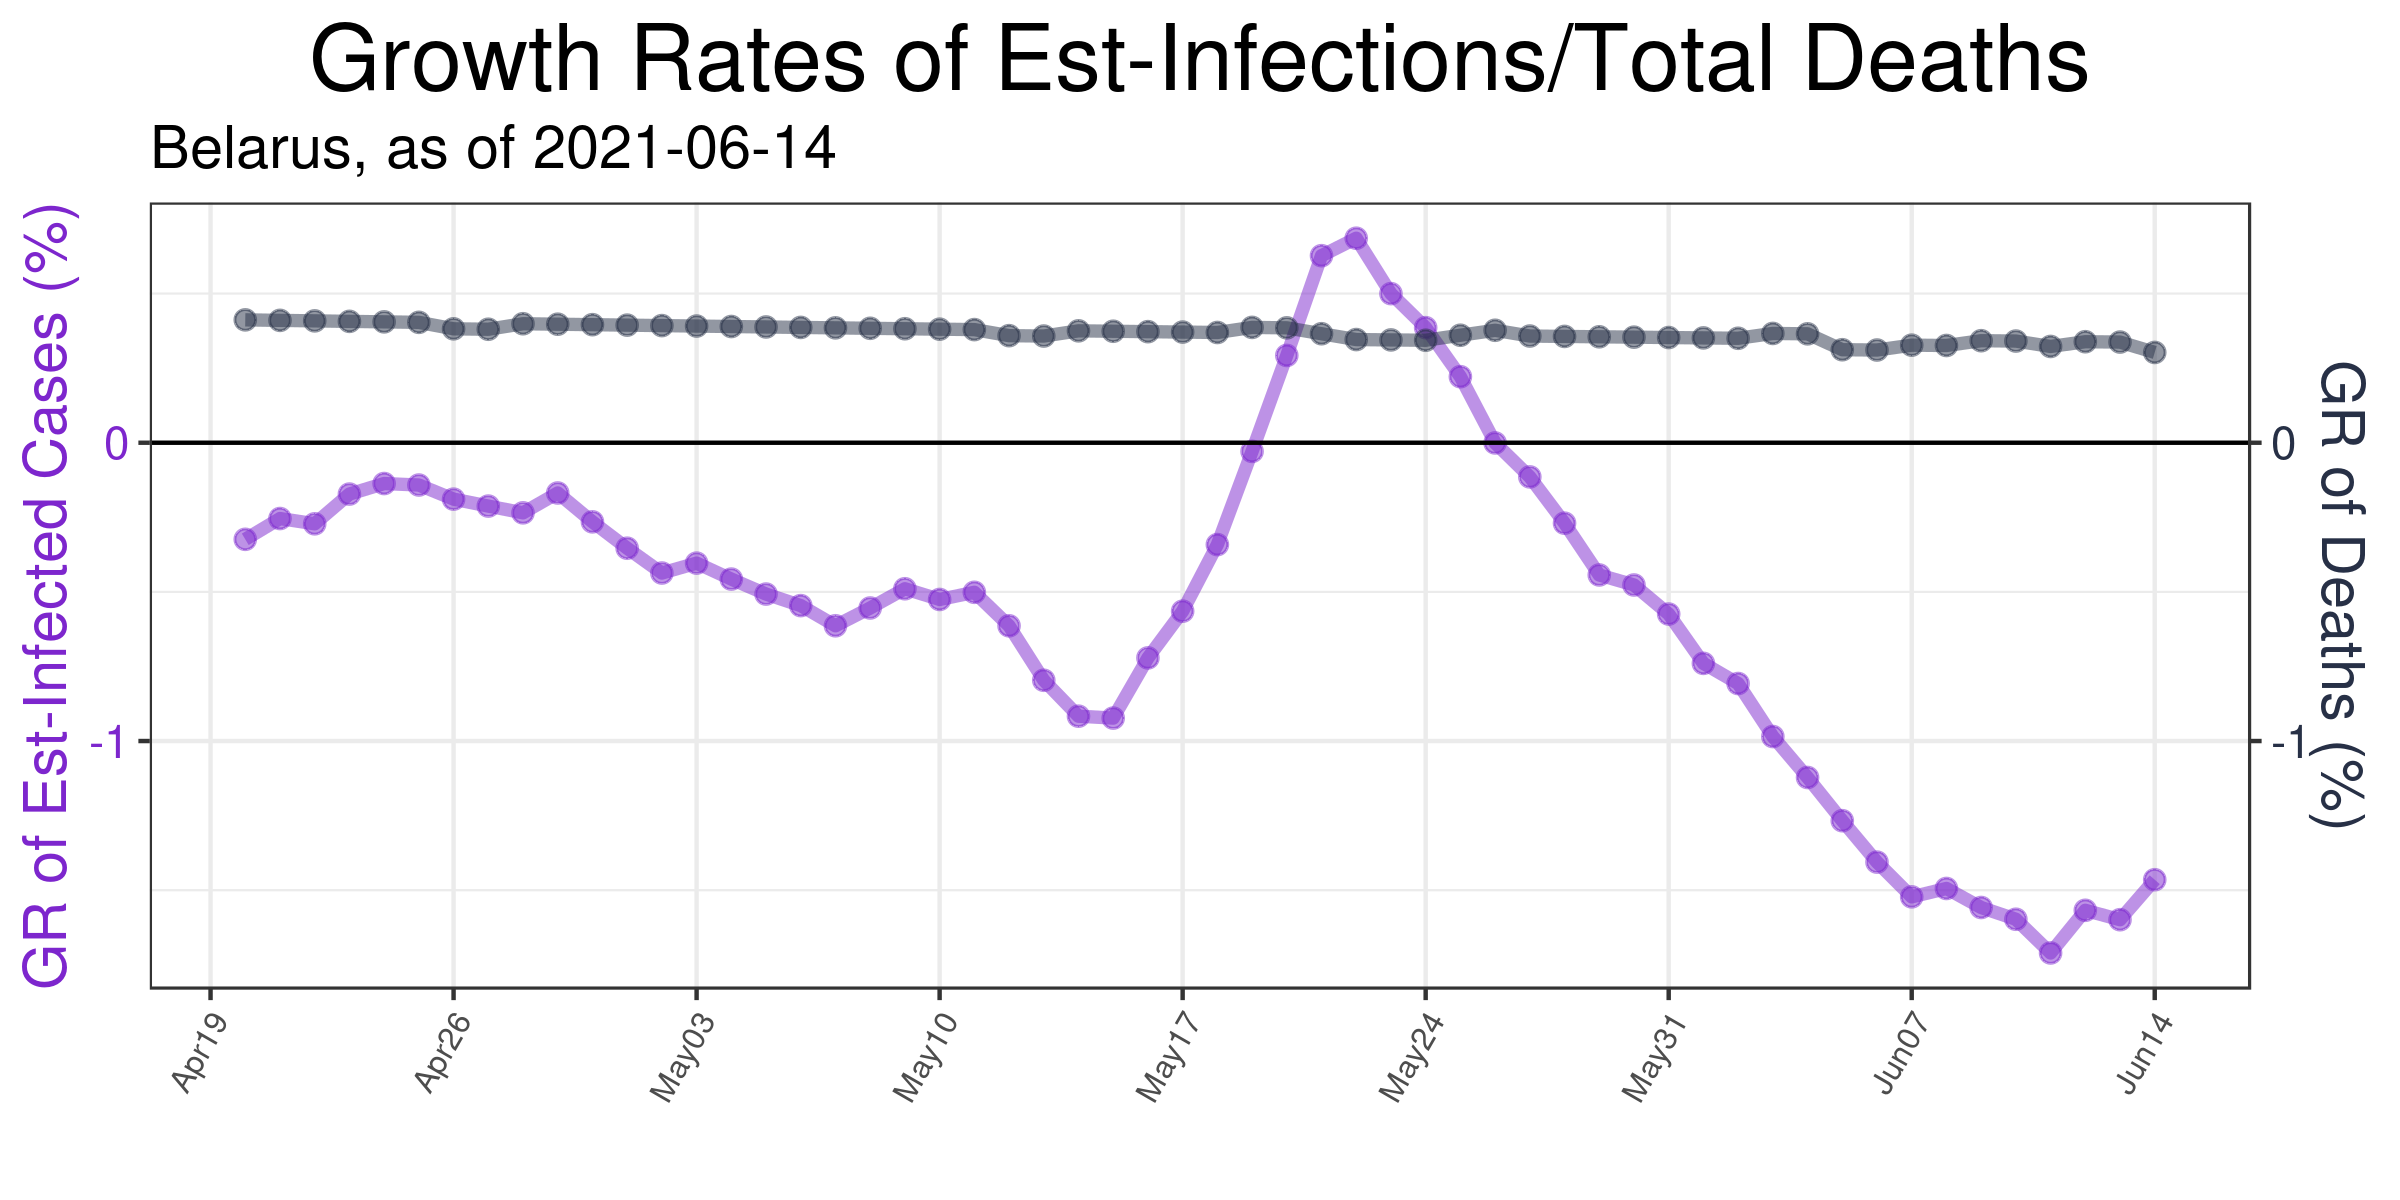 Growth Rates of Est-Infections/Total Deaths
Belarus, as of 2021-06-14
GR of Est-Infected Cases (%)
0
-1
0
-1
GR of Deaths (%)
Apr19
Apr26
May03
May10
May17
May24
May31
Jun07
Jun14